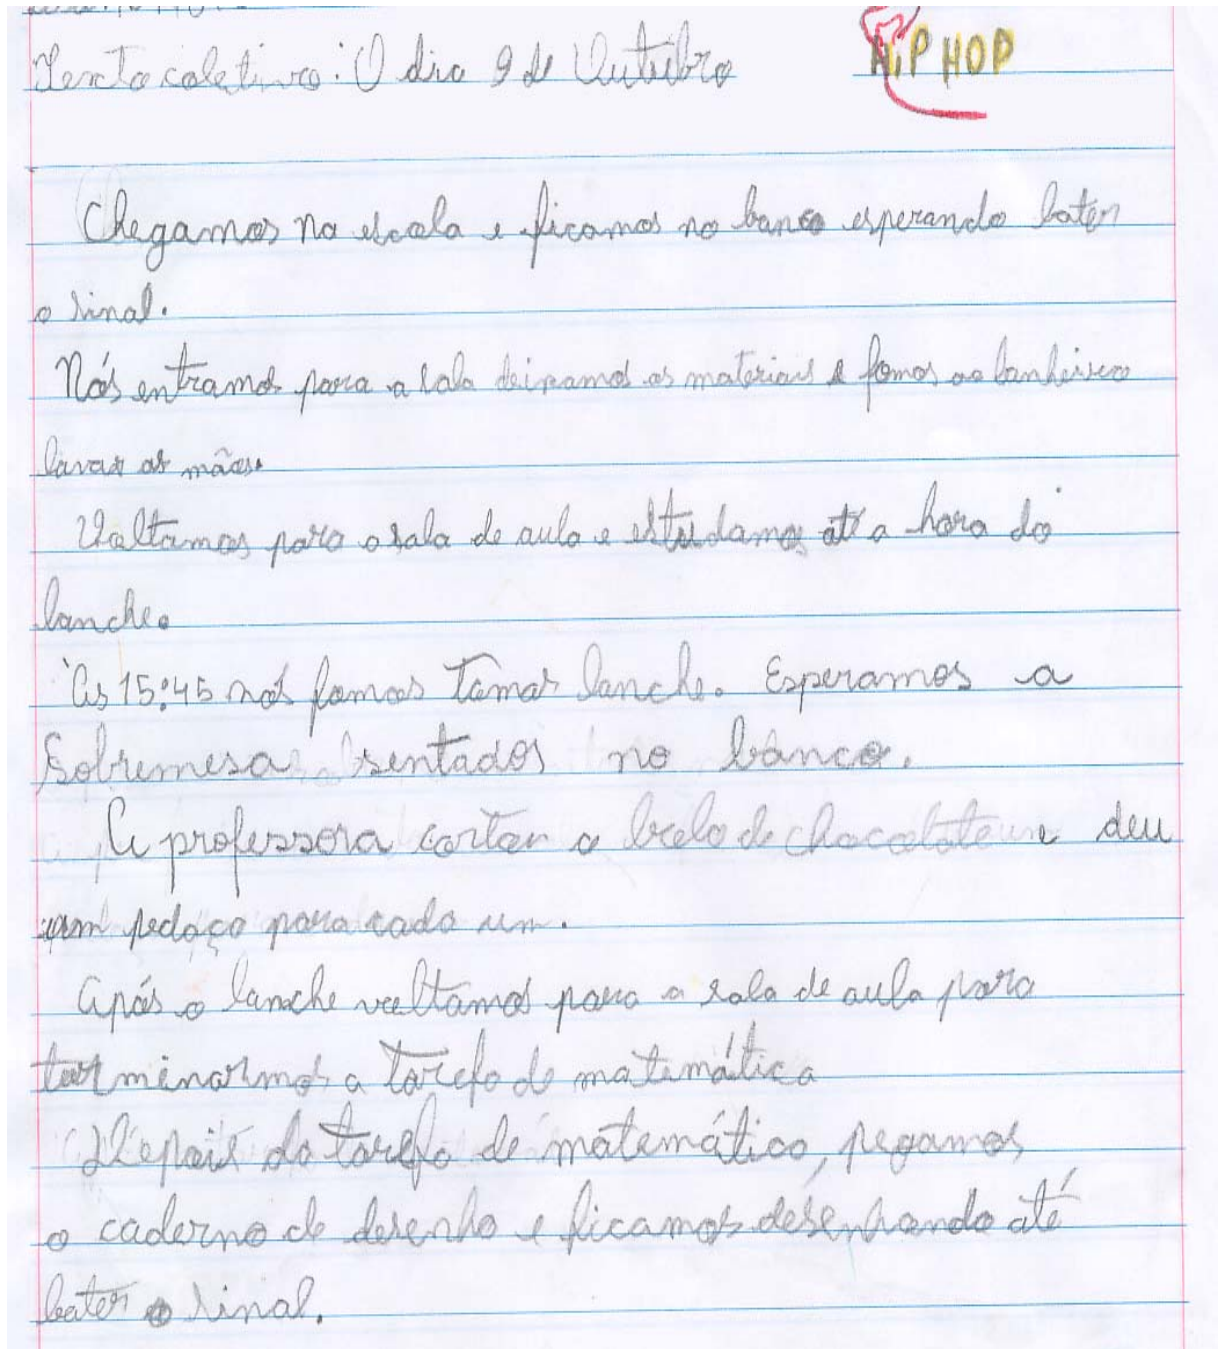 Texto coletivo: O dia 9 de Outubro
HIP HOP
Chegamos na escola e ficamos no banco esperando bater
o sinal.
Nós entramos para a sala deixamos os materiais e fomos ao banheiro
lavar as mãos.
Voltamos para a sala de aula e estudamos até a hora do
lanche.
Às 15:45 nós fomos tomar lanche. Esperamos a
sobremesa sentados no banco.
A professora cortou o bolo de chocolate e deu
um pedaço para cada um.
Após o lanche voltamos para a sala de aula para
terminarmos a tarefa de matemática
Depois da tarefa de matemática, pegamos
o caderno de desenho e ficamos desenhando até
bater o sinal.